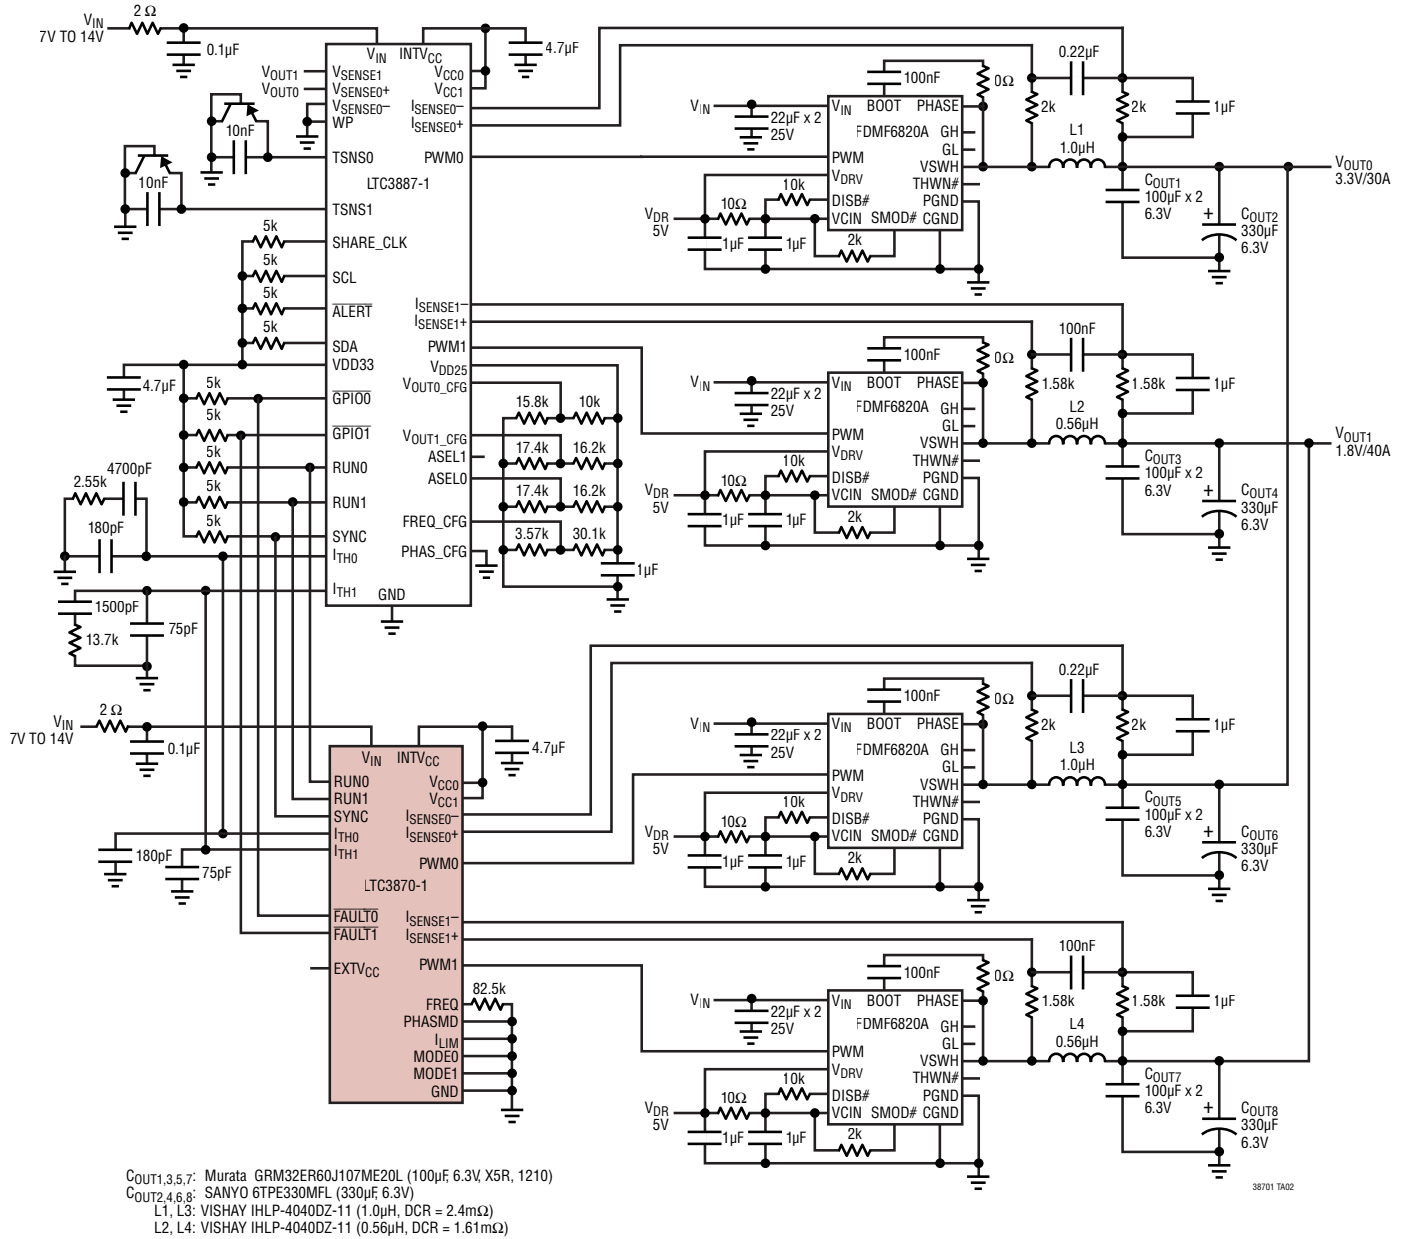 VIN
7V TO 14V
2 Ω
0.1µF
VIN
INTVCC
4.7µF
VOUT1
VSENSE1
VOUT0
VSENSE0+
VSENSE0–
WP
VCC0
VCC1
ISENSE0–
ISENSE0+
10nF
TSNS0
PWM0
LTC3887-1
10nF
TSNS1
5k
SHARE_CLK
5k
SCL
5k
ALERT
5k
SDA
VDD33
4.7µF
5k
GPIO0
5k
GPIO1
5k
RUN0
5k
RUN1
5k
SYNC
ITH0
ITH1
GND
ISENSE1–
ISENSE1+
PWM1
VDD25
VOUT0_CFG
15.8k
10k
VOUT1_CFG
17.4k
16.2k
ASEL1
ASEL0
17.4k
16.2k
FREQ_CFG
3.57k
30.1k
PHAS_CFG
1µF
4700pF
2.55k
180pF
1500pF
13.7k
75pF
100nF
0Ω
VIN
22µF x 2
25V
VIN
BOOT
PHASE
FDMF6820A
GH
GL
PWM
VSWH
VDRV
THWN#
10k
DISB#
PGND
VDR
5V
10Ω
VCIN
SMOD#
CGND
1µF
1µF
2k
0.22µF
2k
2k
1µF
L1
1.0µH
VOUT0
3.3V/30A
COUT1
100µF x 2
6.3V
+
COUT2
330µF
6.3V
100nF
0Ω
VIN
22µF x 2
25V
VIN
BOOT
PHASE
FDMF6820A
GH
GL
PWM
VSWH
VDRV
THWN#
10k
DISB#
PGND
VDR
5V
10Ω
VCIN
SMOD#
CGND
1µF
1µF
2k
100nF
1.58k
1.58k
1µF
L2
0.56µH
VOUT1
1.8V/40A
COUT3
100µF x 2
6.3V
+
COUT4
330µF
6.3V
VIN
7V TO 14V
2 Ω
0.1µF
VIN
INTVCC
4.7µF
RUN0
RUN1
SYNC
ITH0
ITH1
VCC0
VCC1
ISENSE0–
ISENSE0+
PWM0
180pF
75pF
LTC3870-1
FAULT0
FAULT1
ISENSE1–
ISENSE1+
EXTVCC
PWM1
FREQ
82.5k
PHASMD
ILIM
MODE0
MODE1
GND
100nF
0Ω
VIN
22µF x 2
25V
VIN
BOOT
PHASE
FDMF6820A
GH
GL
PWM
VSWH
VDRV
THWN#
10k
DISB#
PGND
VDR
5V
10Ω
VCIN
SMOD#
CGND
1µF
1µF
2k
0.22µF
2k
2k
1µF
L3
1.0µH
COUT5
100µF x 2
6.3V
+
COUT6
330µF
6.3V
100nF
0Ω
VIN
22µF x 2
25V
VIN
BOOT
PHASE
FDMF6820A
GH
GL
PWM
VSWH
VDRV
THWN#
10k
DISB#
PGND
VDR
5V
10Ω
VCIN
SMOD#
CGND
1µF
1µF
2k
100nF
1.58k
1.58k
1µF
L4
0.56µH
COUT7
100µF x 2
6.3V
+
COUT8
330µF
6.3V
COUT1,3,5,7: Murata GRM32ER60J107ME20L (100µF, 6.3V, X5R, 1210)
COUT2,4,6,8: SANYO 6TPE330MFL (330µF, 6.3V)
L1, L3: VISHAY IHLP-4040DZ-11 (1.0µH, DCR = 2.4mΩ)
L2, L4: VISHAY IHLP-4040DZ-11 (0.56µH, DCR = 1.61mΩ)
38701 TA02